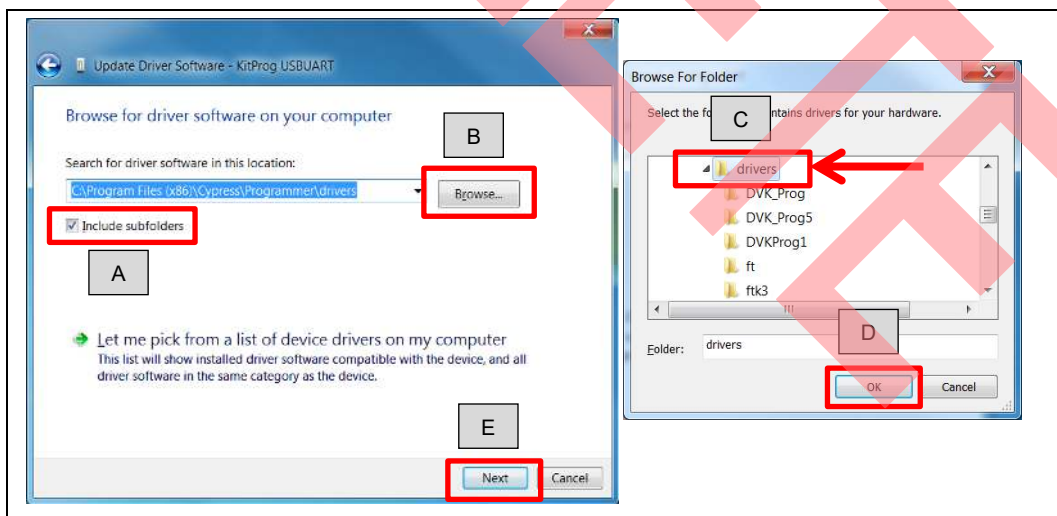 Update Driver Software - KitProg USBUART
Browse for driver software on your computer
B
Search for driver software in this location:
C:\Program Files (x86)\Cypress\Programmer\drivers
Browse...
Include subfolders
A
Let me pick from a list of device drivers on my computer
This list will show installed driver software compatible with the device, and all
driver software in the same category as the device.
E
Next
Cancel
Browse For Folder
Select the fo
ntains drivers for your hardware.
C
drivers
DVK_Prog
DVK_Prog5
DVKProg1
ft
ftk3
D
Folder:
drivers
OK
Cancel